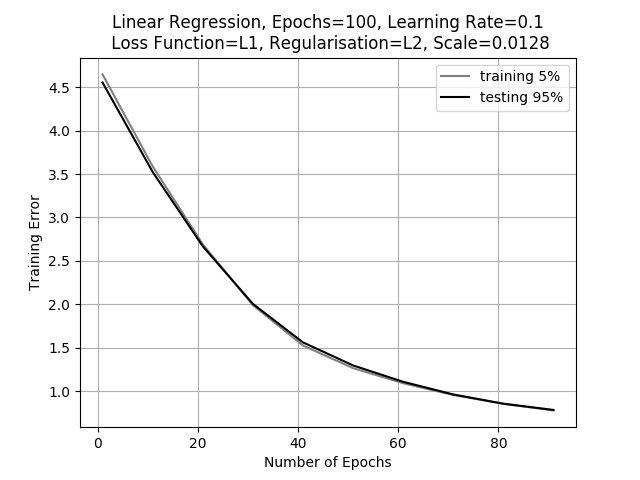 Linear Regression, Epochs=100, Learning Rate=0.1
Loss Function=L1, Regularisation=L2, Scale=0.0128
training 5%
testing 95%
4.5
4.0
3.5
3.0
2.5
2.0
1.5
1.0
Training Error
0 20 40 60 80
Number of Epochs